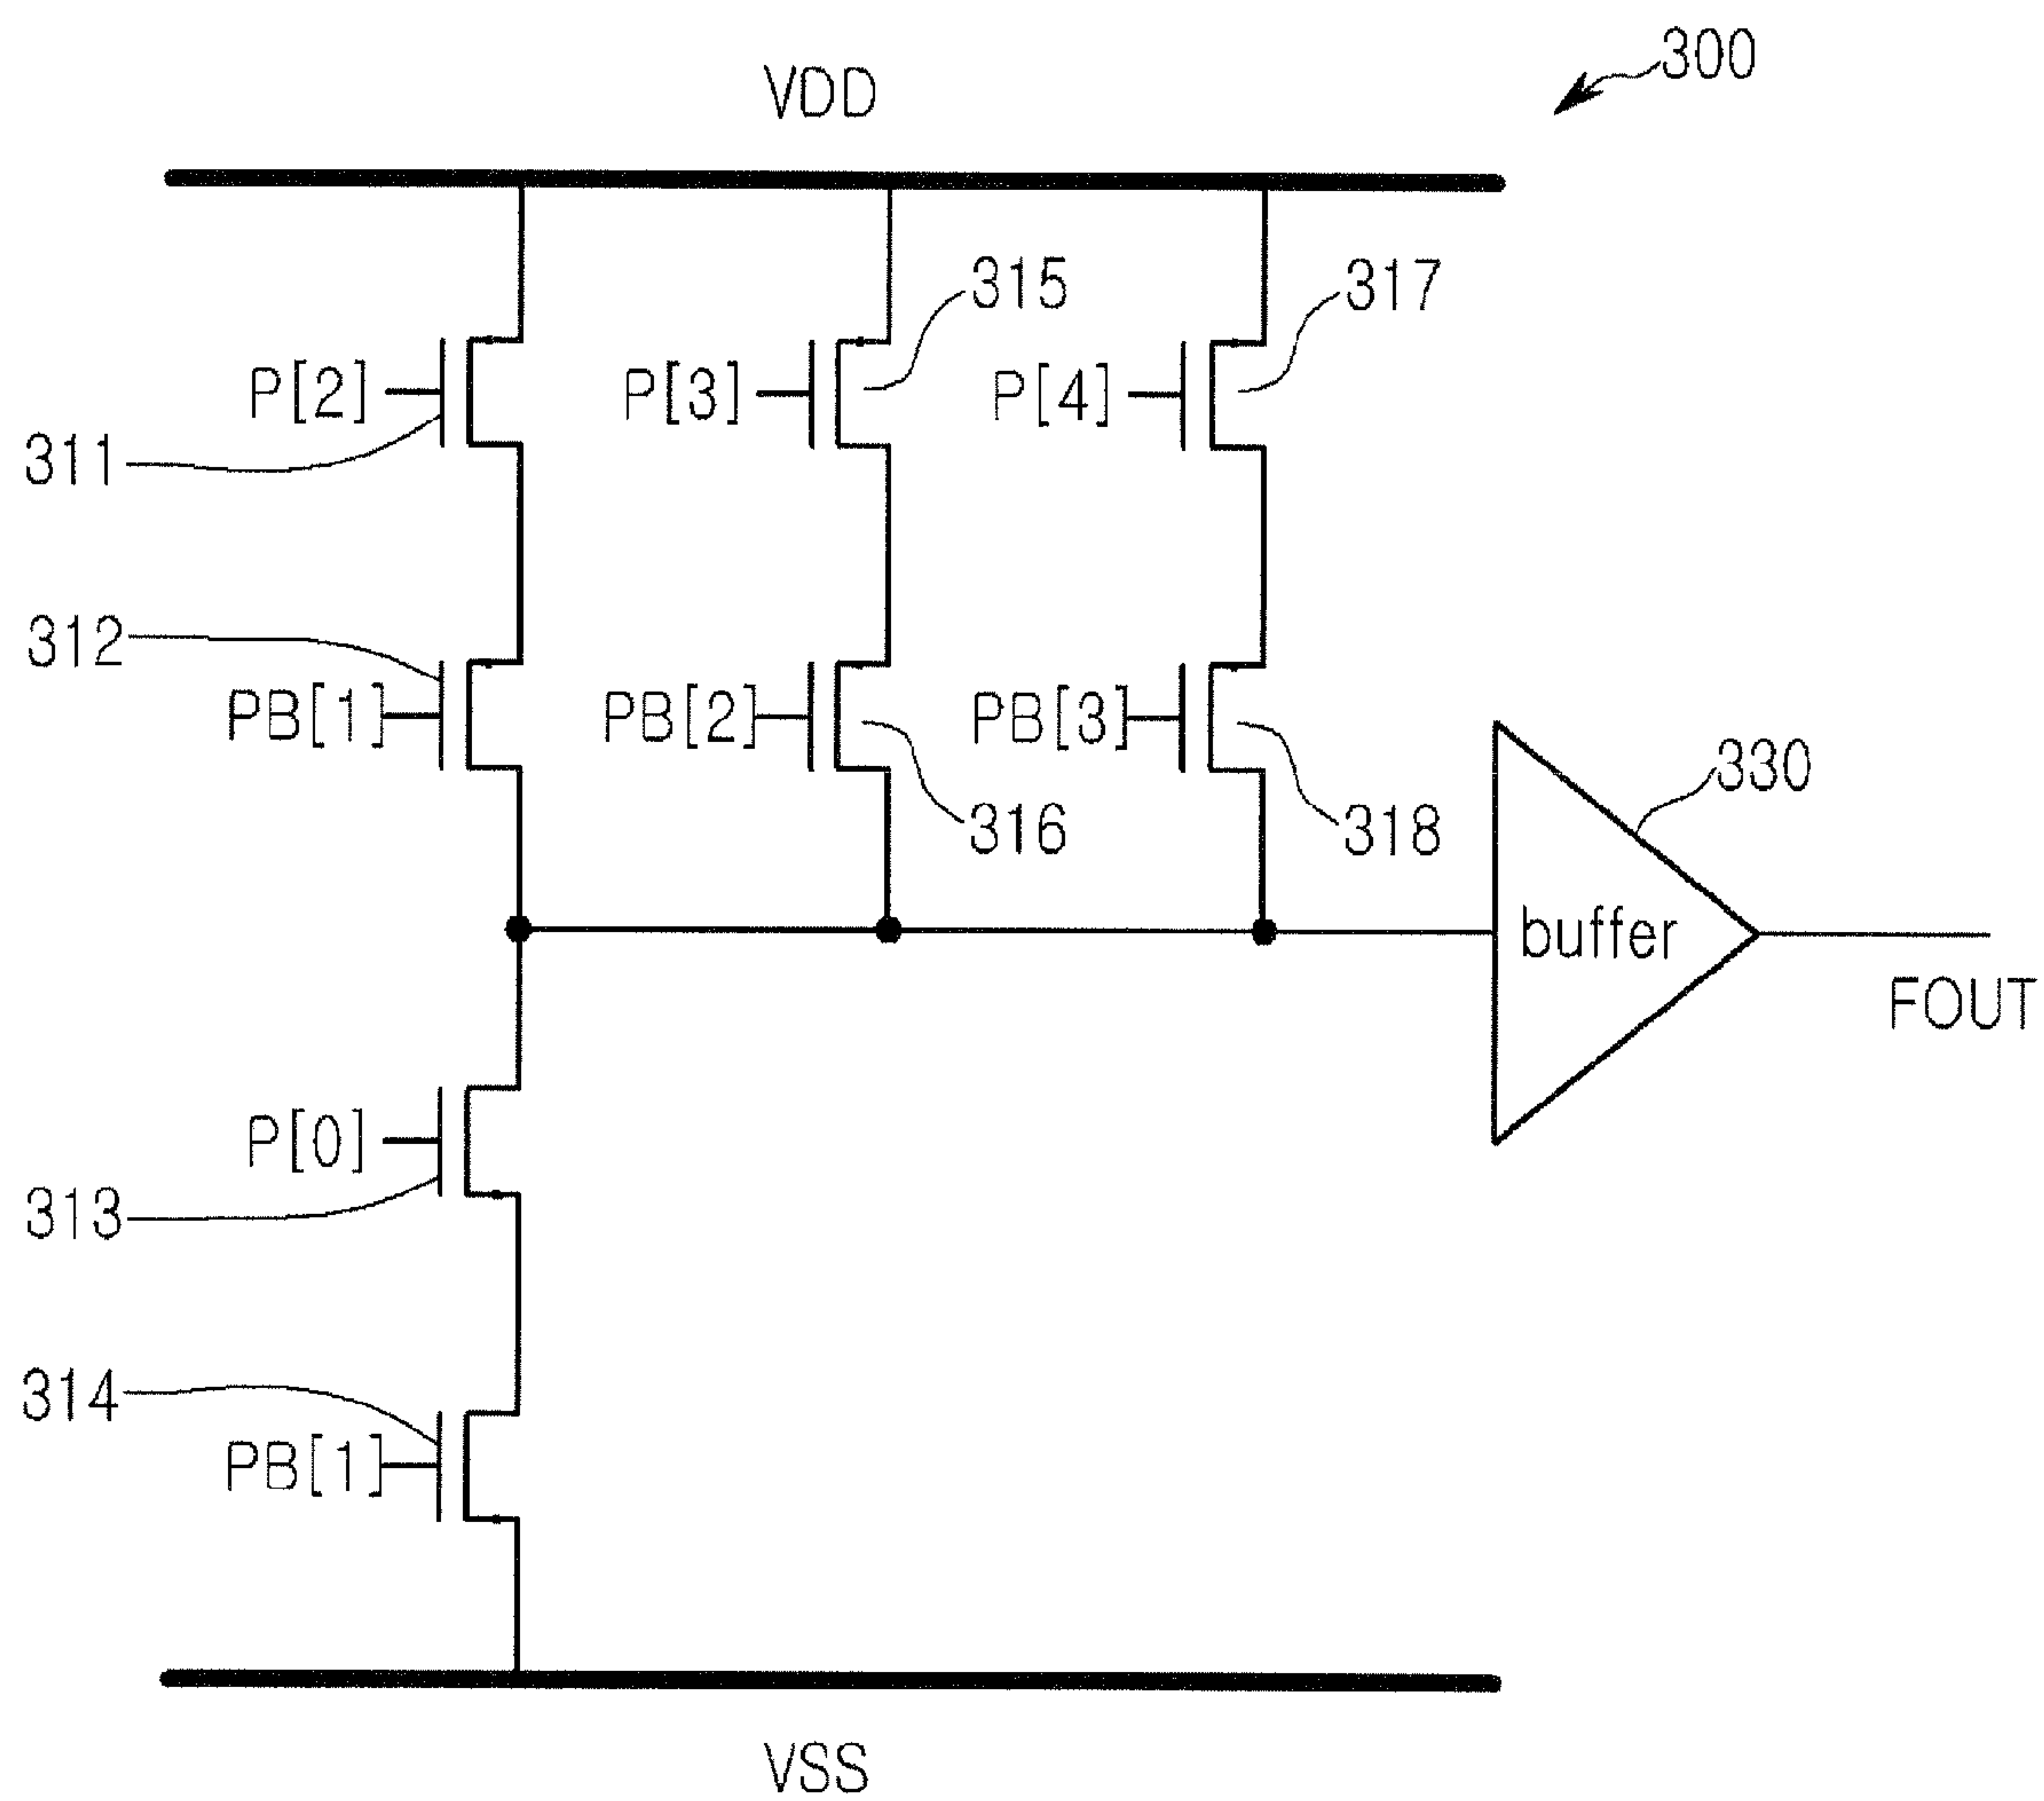 300
VDD
315
317
P[2]
P[3]
P[4]
311
312
PB[1]
PB[2]
PB[3]
316
318
330
buffer
FOUT
P[0]
313
314
PB[1]
VSS